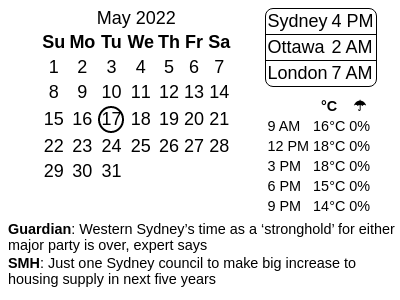 May 2022
Su Mo Tu We Th Fr Sa
1 2 3 4 5 6 7
8 9 10 11 12 13 14
15 16 17 18 19 20 21
22 23 24 25 26 27 28
29 30 31
Sydney 4 PM
Ottawa 2 AM
London 7 AM
°C ☂
9 AM 16°C 0%
12 PM 18°C 0%
3 PM 18°C 0%
6 PM 15°C 0%
9 PM 14°C 0%
Guardian: Western Sydney’s time as a ‘stronghold’ for either
major party is over, expert says
SMH: Just one Sydney council to make big increase to
housing supply in next five years